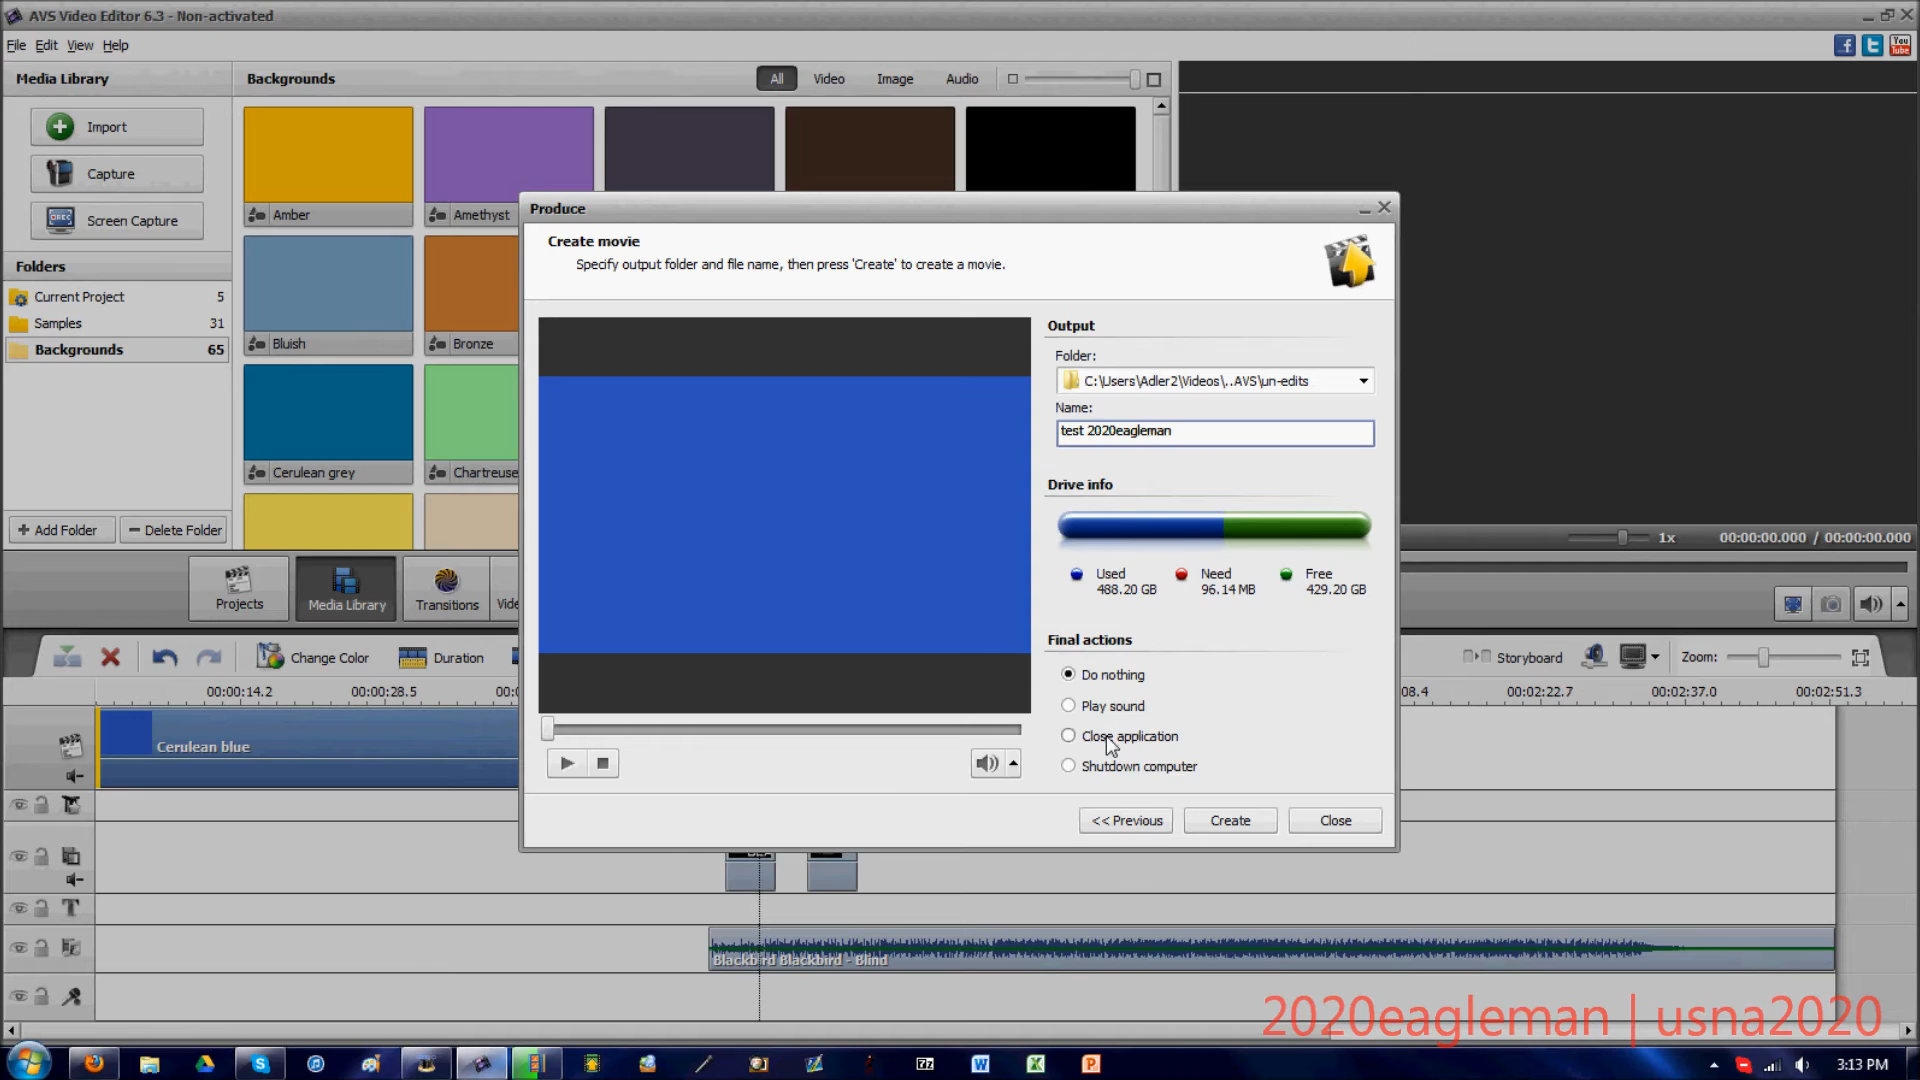 AVS Video Editor 6.3 - Non-activated
File Edit View Help
You Tube
Media Library
Backgrounds
All Video Image Audio
Import
Capture
Screen Capture
Amber
Amethyst
Folders
Current Project 5
Samples 31
Backgrounds 65
Bluish
Bronze
Cerulean grey
Chartreuse
+ Add Folder
− Delete Folder
Produce
Create movie
Specify output folder and file name, then press 'Create' to create a movie.
Output
Folder:
C:\Users\Adler2\Videos\..AVS\un-edits
Name:
test 2020eagleman
Drive info
Used Need Free
488.20 GB 96.14 MB 429.20 GB
Final actions
Do nothing
Play sound
Close application
Shutdown computer
<< Previous Create Close
1x 00:00:00.000 / 00:00:00.000
Projects Media Library Transitions
Change Color Duration
Storyboard Zoom:
00:00:14.2 00:00:28.5 08.4 00:02:22.7 00:02:37.0 00:02:51.3
Cerulean blue
T
Blackbird Blackbird - Blind
2020eagleman | usna2020
3:13 PM